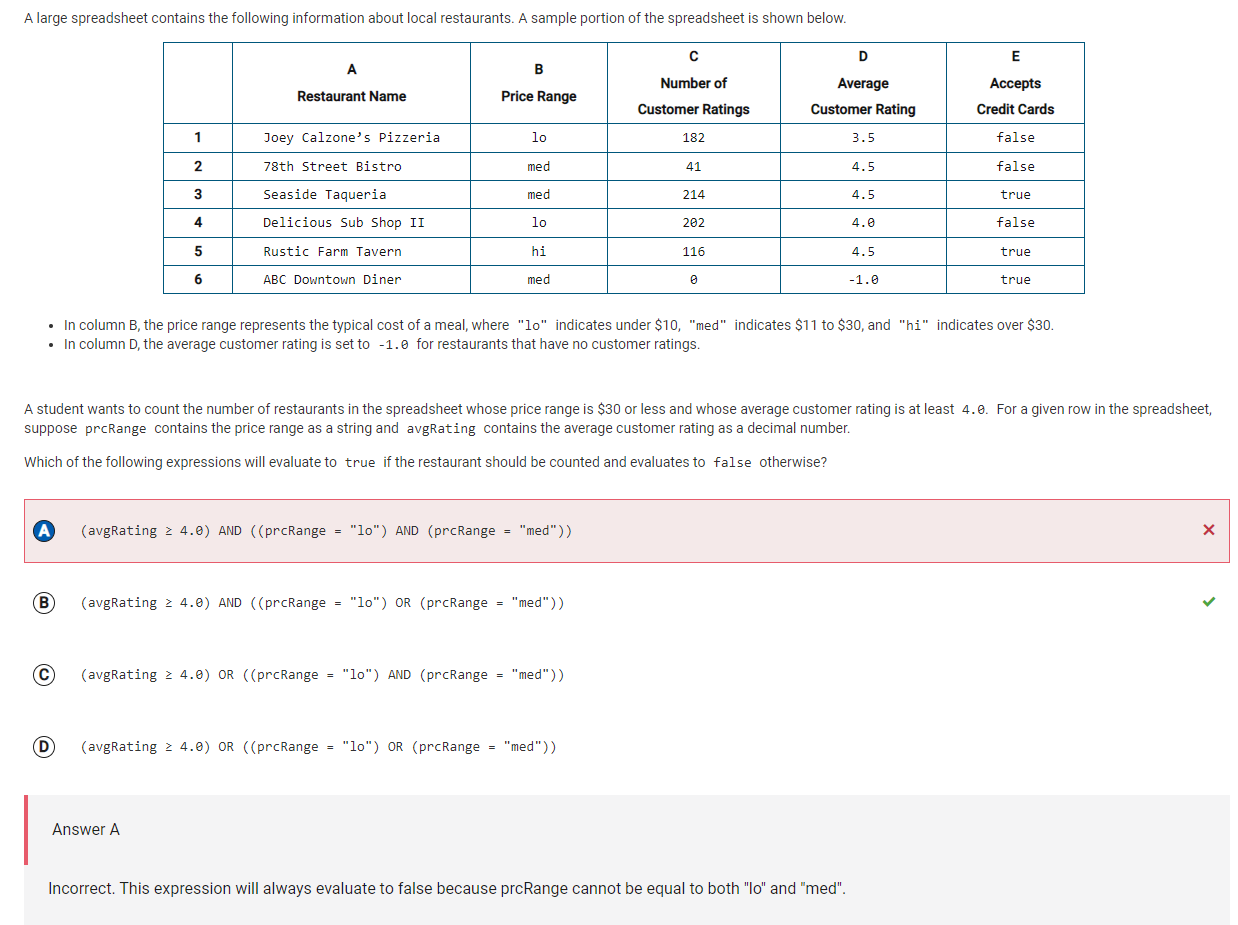 A large spreadsheet contains the following information about local restaurants. A sample portion of the spreadsheet is shown below.
A Restaurant Name B Price Range C Number of Customer Ratings D Average Customer Rating E Accepts Credit Cards
1 Joey Calzone’s Pizzeria lo 182 3.5 false
2 78th Street Bistro med 41 4.5 false
3 Seaside Taqueria med 214 4.5 true
4 Delicious Sub Shop II lo 202 4.0 false
5 Rustic Farm Tavern hi 116 4.5 true
6 ABC Downtown Diner med 0 -1.0 true
• In column B, the price range represents the typical cost of a meal, where "lo" indicates under $10, "med" indicates $11 to $30, and "hi" indicates over $30.
• In column D, the average customer rating is set to -1.0 for restaurants that have no customer ratings.
A student wants to count the number of restaurants in the spreadsheet whose price range is $30 or less and whose average customer rating is at least 4.0. For a given row in the spreadsheet,
suppose prcRange contains the price range as a string and avgRating contains the average customer rating as a decimal number.
Which of the following expressions will evaluate to true if the restaurant should be counted and evaluates to false otherwise?
A (avgRating ≥ 4.0) AND ((prcRange = "lo") AND (prcRange = "med"))
B (avgRating ≥ 4.0) AND ((prcRange = "lo") OR (prcRange = "med"))
C (avgRating ≥ 4.0) OR ((prcRange = "lo") AND (prcRange = "med"))
D (avgRating ≥ 4.0) OR ((prcRange = "lo") OR (prcRange = "med"))
Answer A
Incorrect. This expression will always evaluate to false because prcRange cannot be equal to both "lo" and "med".